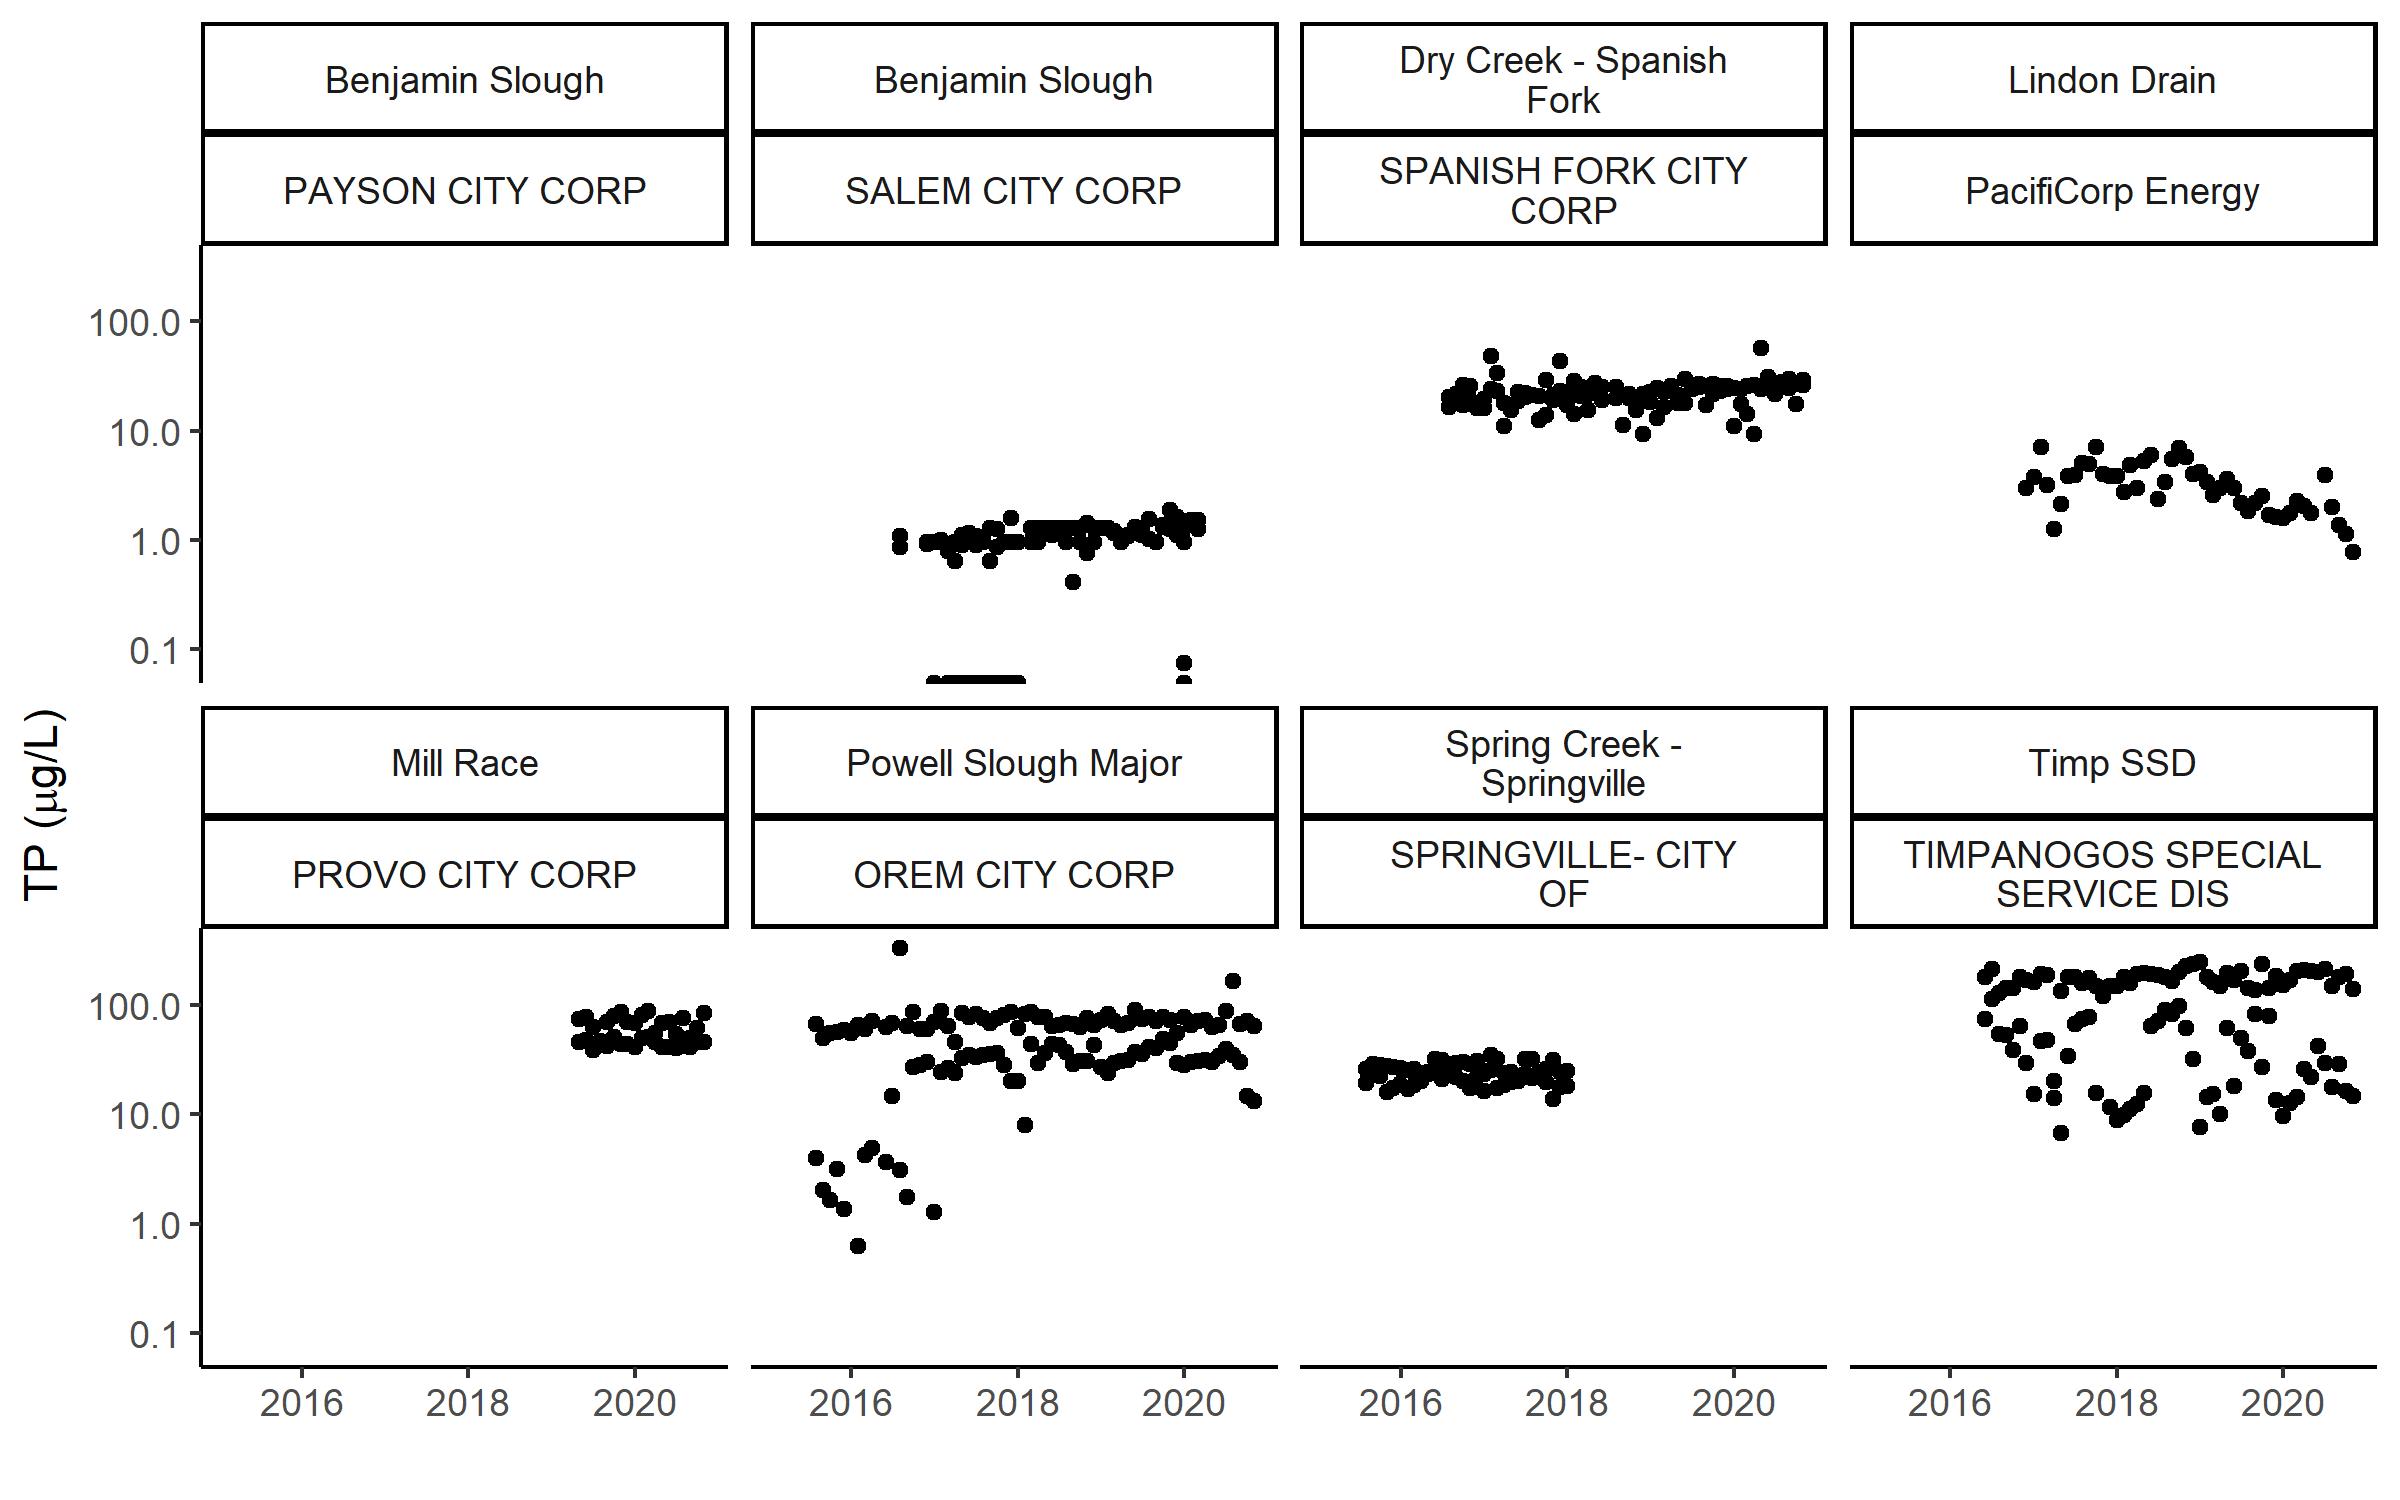 Benjamin Slough
Benjamin Slough
Dry Creek - Spanish
Fork
Lindon Drain
PAYSON CITY CORP
SALEM CITY CORP
SPANISH FORK CITY
CORP
PacifiCorp Energy
100.0
10.0
1.0
0.1
TP (µg/L)
Mill Race
Powell Slough Major
Spring Creek -
Springville
Timp SSD
PROVO CITY CORP
OREM CITY CORP
SPRINGVILLE- CITY
OF
TIMPANOGOS SPECIAL
SERVICE DIS
100.0
10.0
1.0
0.1
2016 2018 2020
2016 2018 2020
2016 2018 2020
2016 2018 2020